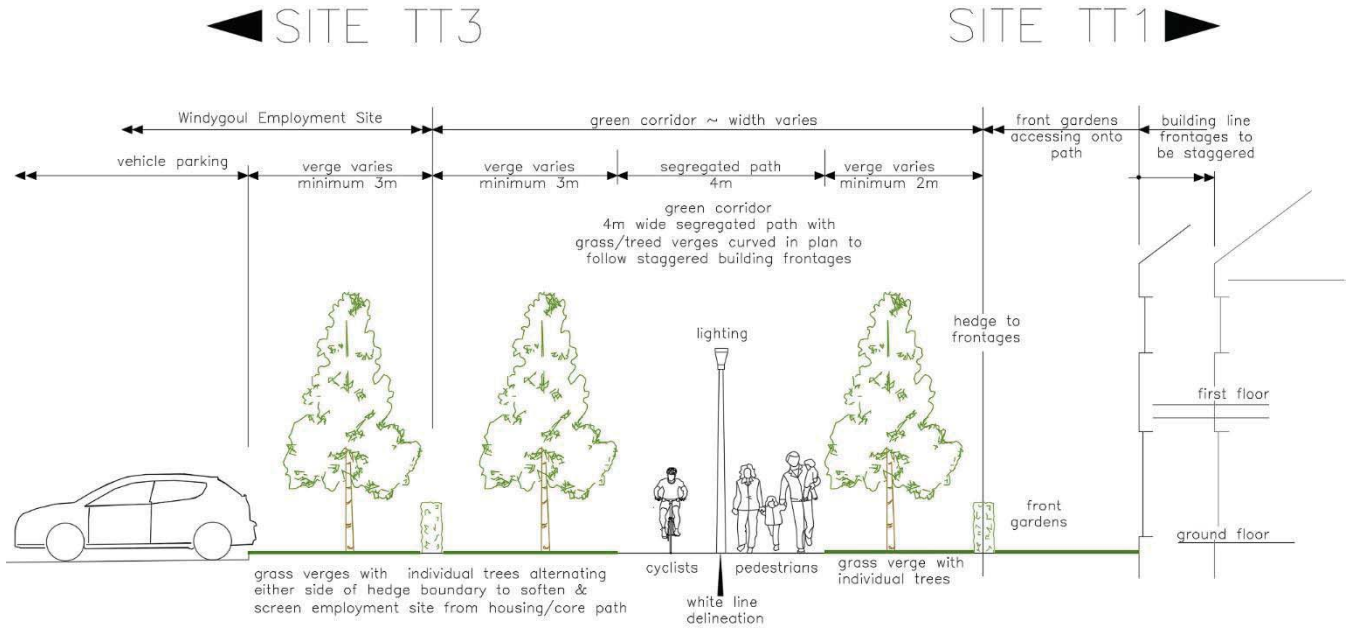 SITE TT3
SITE TT1
Windygoul Employment Site
green corridor ~ width varies
front gardens
accessing onto
path
building line
frontages to
be staggered
vehicle parking
verge varies
minimum 3m
verge varies
minimum 3m
segregated path
4m
verge varies
minimum 2m
green corridor
4m wide segregated path with
grass/treed verges curved in plan to
follow staggered building frontages
lighting
hedge to
frontages
first floor
front
gardens
ground floor
grass verges with individual trees alternating
either side of hedge boundary to soften &
screen employment site from housing/core path
cyclists
pedestrians
grass verge with
individual trees
white line
delineation